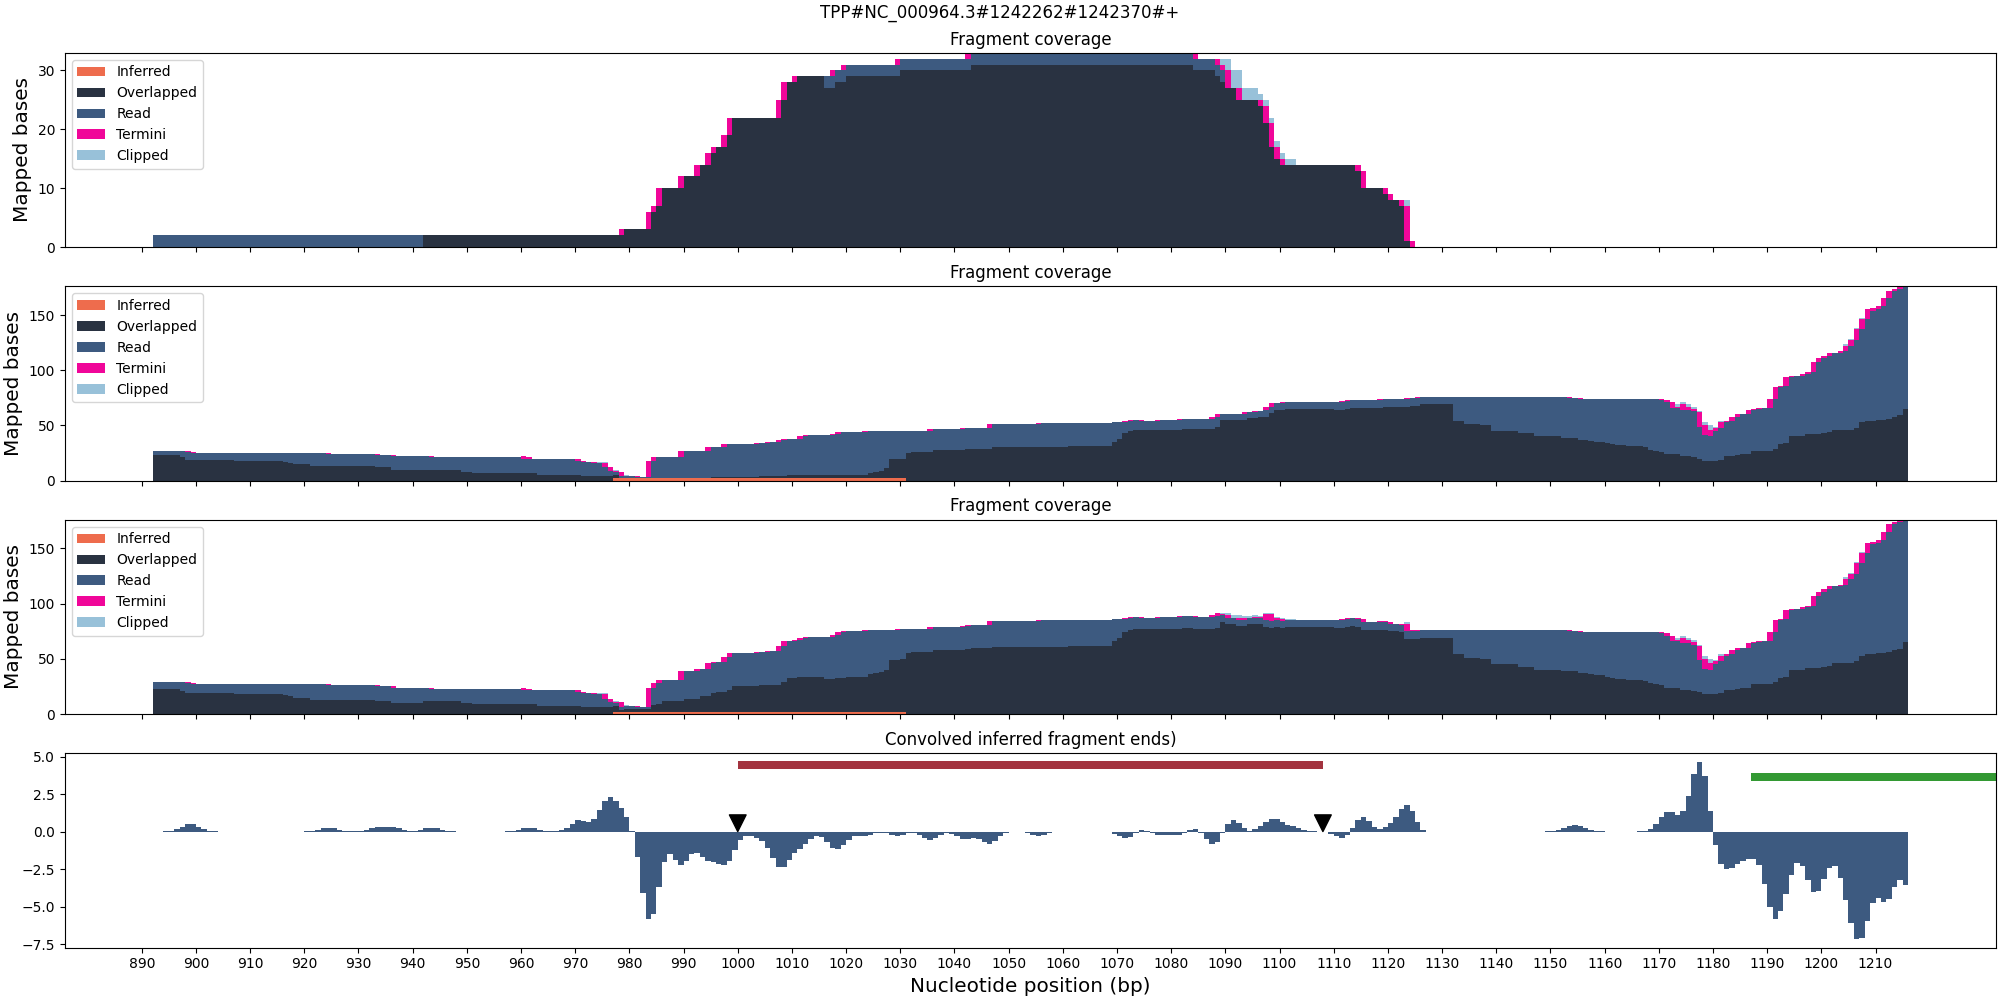 TPP#NC_000964.3#1242262#1242370#+
Fragment coverage
Mapped bases
30
20
10
0
Inferred
Overlapped
Read
Termini
Clipped
Fragment coverage
Mapped bases
150
100
50
0
Inferred
Overlapped
Read
Termini
Clipped
Fragment coverage
Mapped bases
150
100
50
0
Inferred
Overlapped
Read
Termini
Clipped
Convolved inferred fragment ends)
5.0
2.5
0.0
−2.5
−5.0
−7.5
890 900 910 920 930 940 950 960 970 980 990 1000 1010 1020 1030 1040 1050 1060 1070 1080 1090 1100 1110 1120 1130 1140 1150 1160 1170 1180 1190 1200 1210
Nucleotide position (bp)